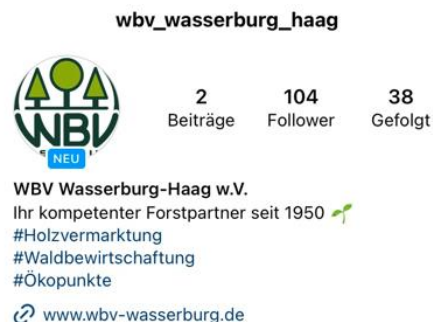 wbv_wasserburg_haag
WBV
NEU
2 104 38
Beiträge Follower Gefolgt
WBV Wasserburg-Haag w.V.
Ihr kompetenter Forstpartner seit 1950 🌱
#Holzvermarktung
#Waldbewirtschaftung
#Ökopunkte
www.wbv-wasserburg.de